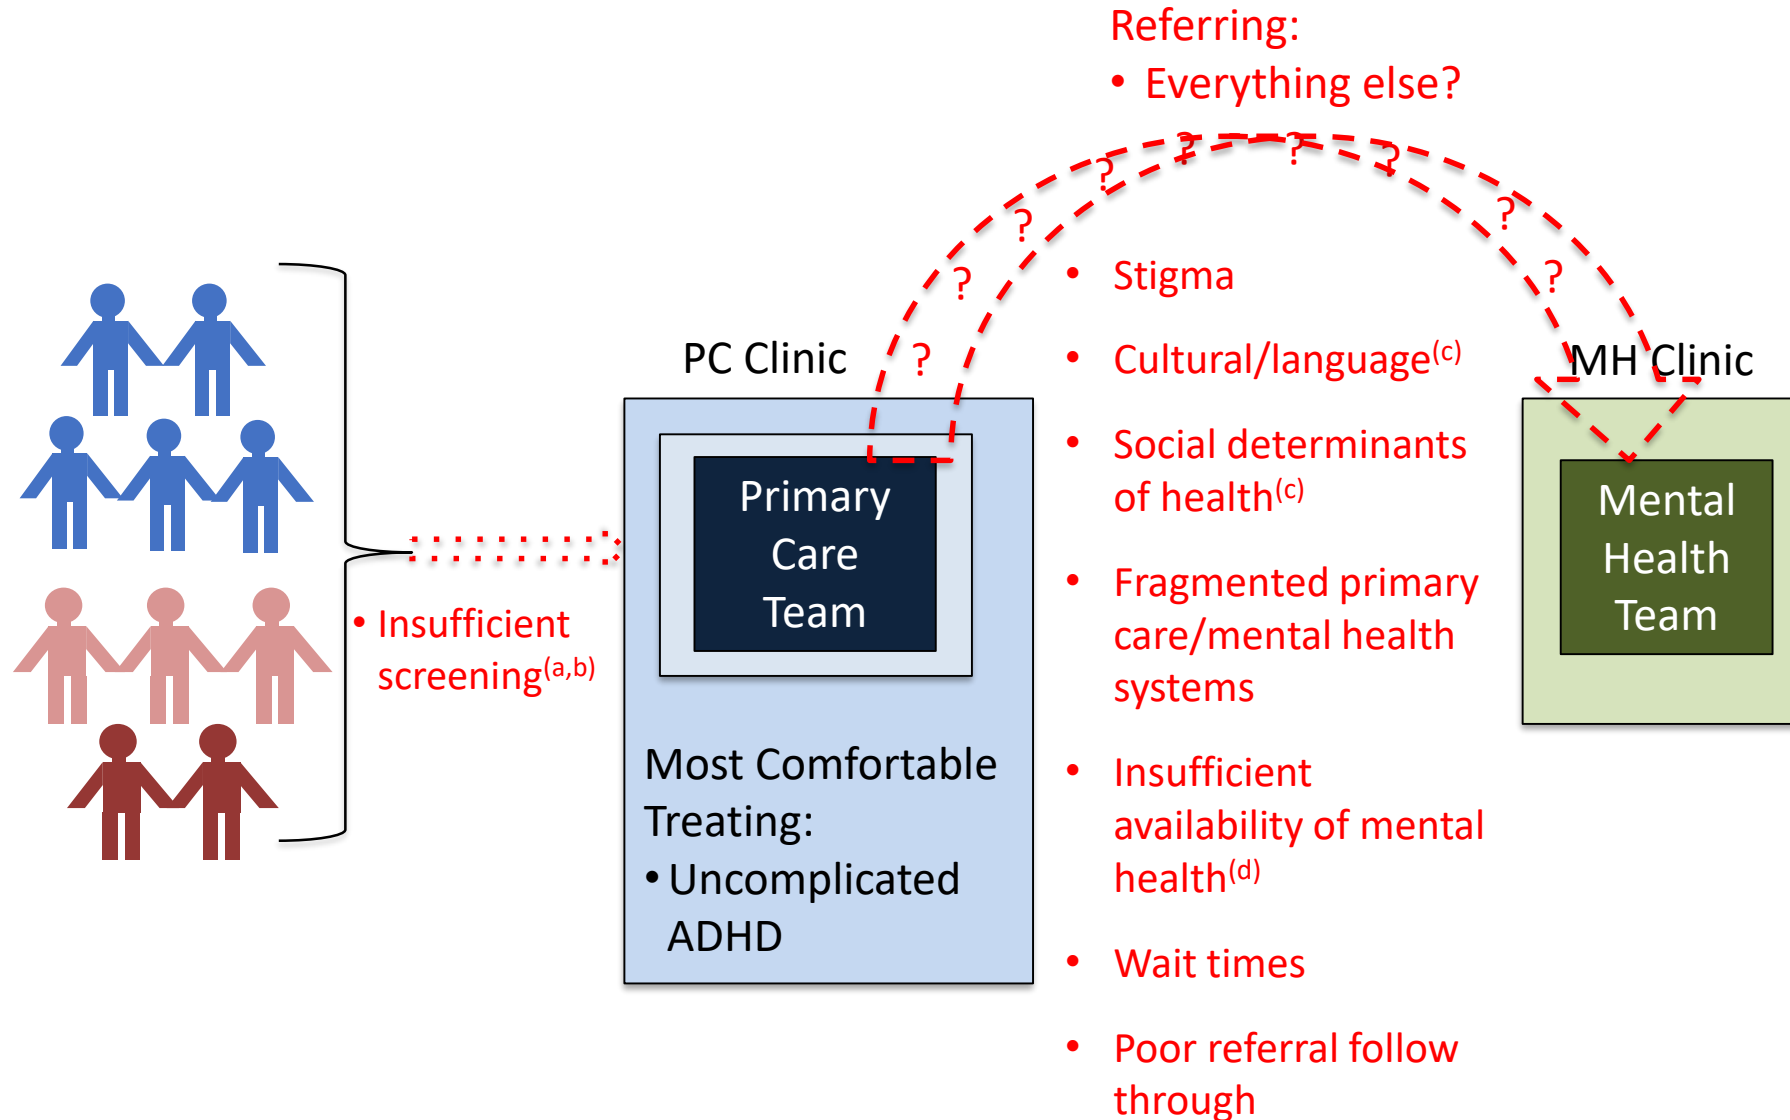 Referring:
• Everything else?
? ? ? ? ? ? ? ? ? ?
PC Clinic
MH Clinic
• Insufficient
screening(a,b)
Primary
Care
Team
Most Comfortable
Treating:
• Uncomplicated
ADHD
• Stigma
• Cultural/language(c)
• Social determinants
of health(c)
• Fragmented primary
care/mental health
systems
• Insufficient
availability of mental
health(d)
• Wait times
• Poor referral follow
through
Mental
Health
Team